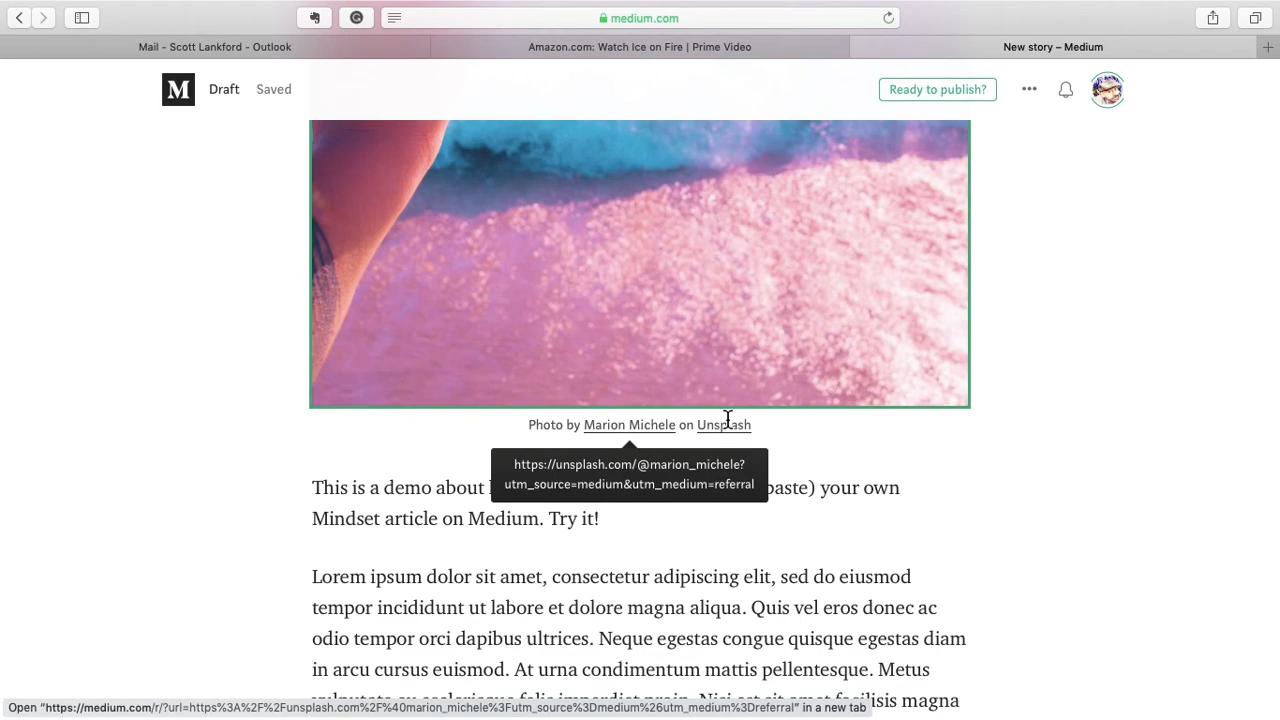 medium.com
Mail - Scott Lankford - Outlook
Amazon.com: Watch Ice on Fire | Prime Video
New story – Medium
M
Draft
Saved
Ready to publish?
Photo by Marion Michele on Unsplash
https://unsplash.com/@marion_michele?
utm_source=medium&utm_medium=referral
This is a demo about paste) your own
Mindset article on Medium. Try it!
Lorem ipsum dolor sit amet, consectetur adipiscing elit, sed do eiusmod
tempor incididunt ut labore et dolore magna aliqua. Quis vel eros donec ac
odio tempor orci dapibus ultrices. Neque egestas congue quisque egestas diam
in arcu cursus euismod. At urna condimentum mattis pellentesque. Metus
facilisis magna
Open "https://medium.com/r/?url=https%3A%2F%2Funsplash.com%2F%40marion_michele%3Futm_source%3Dmedium%26utm_medium%3Dreferral" in a new tab